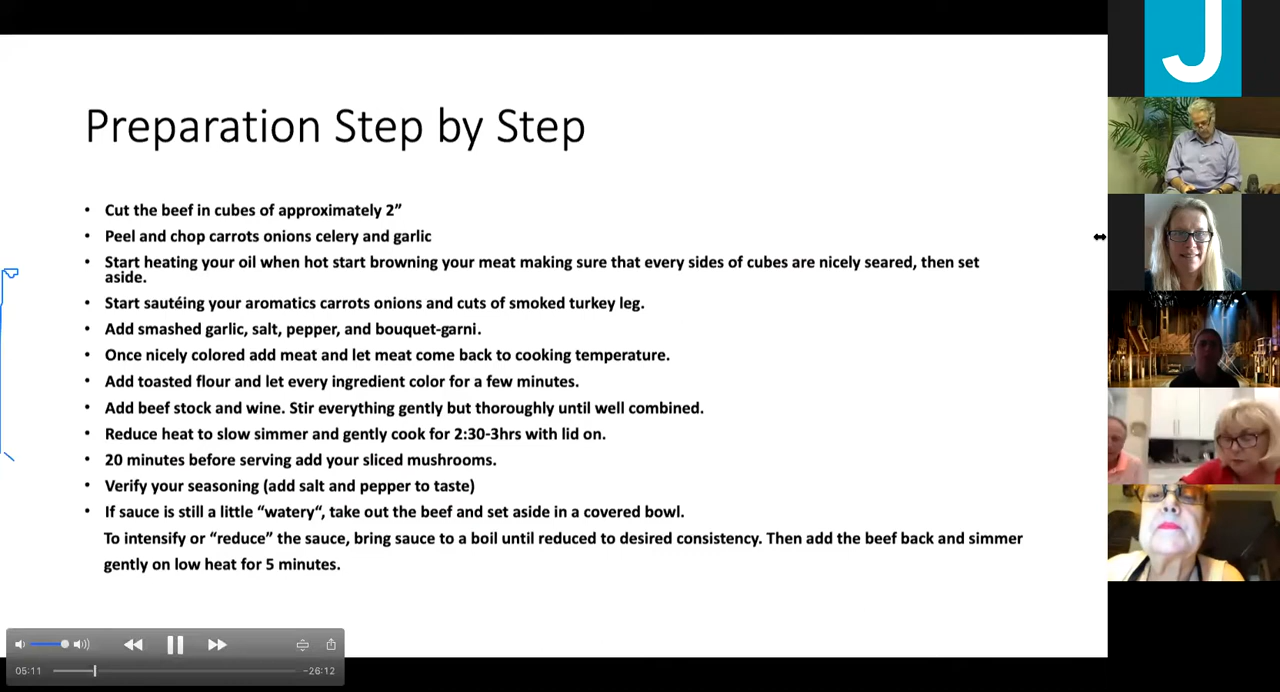 Preparation Step by Step
• Cut the beef in cubes of approximately 2”
• Peel and chop carrots onions celery and garlic
• Start heating your oil when hot start browning your meat making sure that every sides of cubes are nicely seared, then set
aside.
• Start sautéing your aromatics carrots onions and cuts of smoked turkey leg.
• Add smashed garlic, salt, pepper, and bouquet-garni.
• Once nicely colored add meat and let meat come back to cooking temperature.
• Add toasted flour and let every ingredient color for a few minutes.
• Add beef stock and wine. Stir everything gently but thoroughly until well combined.
• Reduce heat to slow simmer and gently cook for 2:30-3hrs with lid on.
• 20 minutes before serving add your sliced mushrooms.
• Verify your seasoning (add salt and pepper to taste)
• If sauce is still a little “watery“, take out the beef and set aside in a covered bowl.
To intensify or “reduce” the sauce, bring sauce to a boil until reduced to desired consistency. Then add the beef back and simmer
gently on low heat for 5 minutes.
J
05:11
-26:12